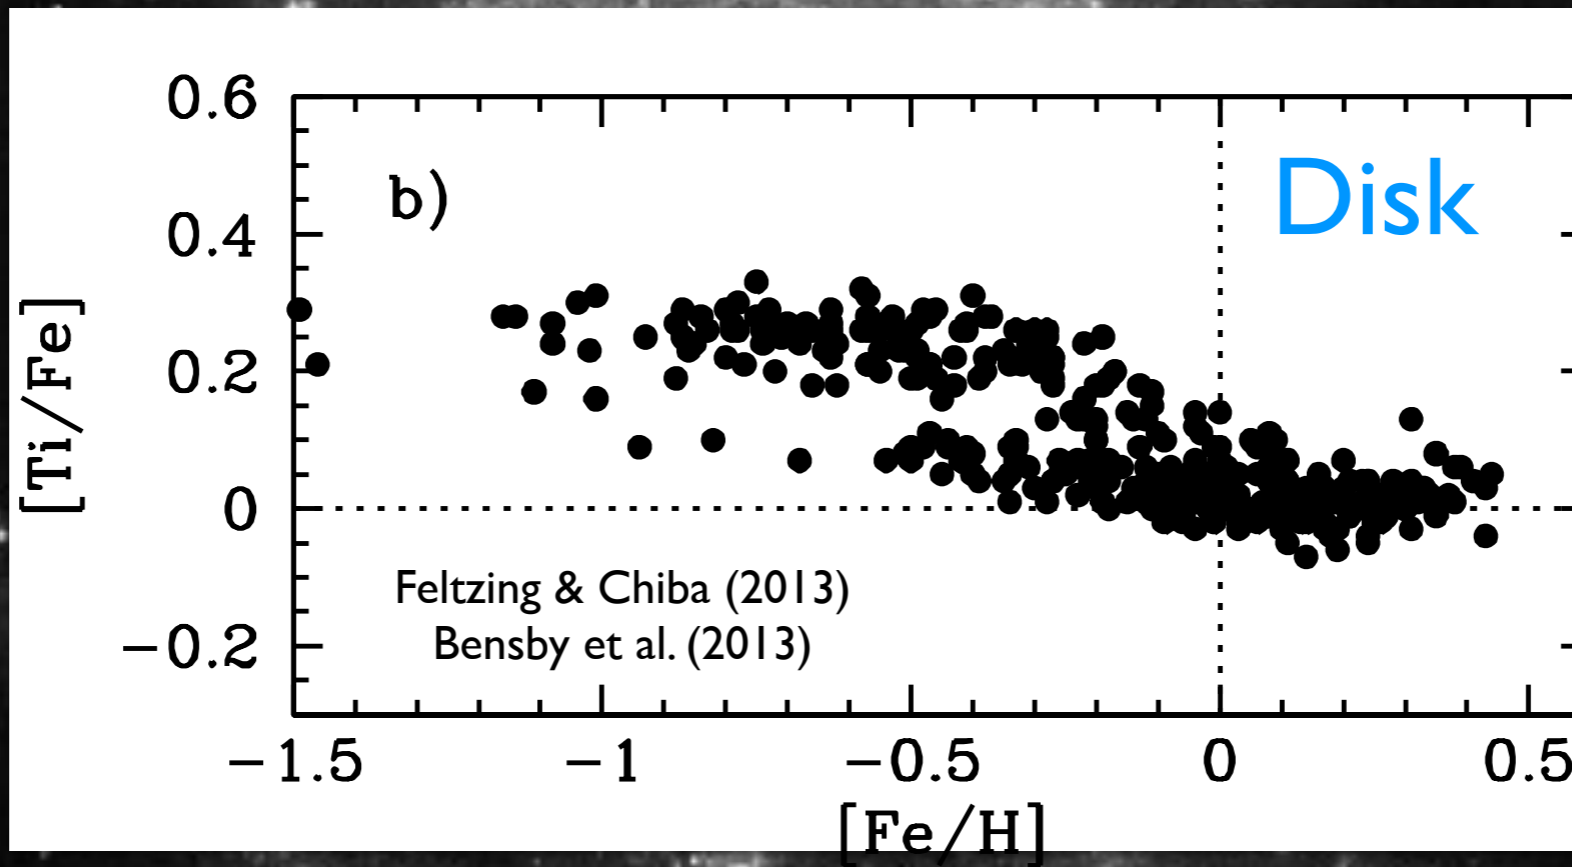 0.6
Disk
b)
0.4
[Ti/Fe]
0.2
0
Feltzing & Chiba (2013)
Bensby et al. (2013)
−0.2
−1.5 −1 −0.5 0 0.5
[Fe/H]